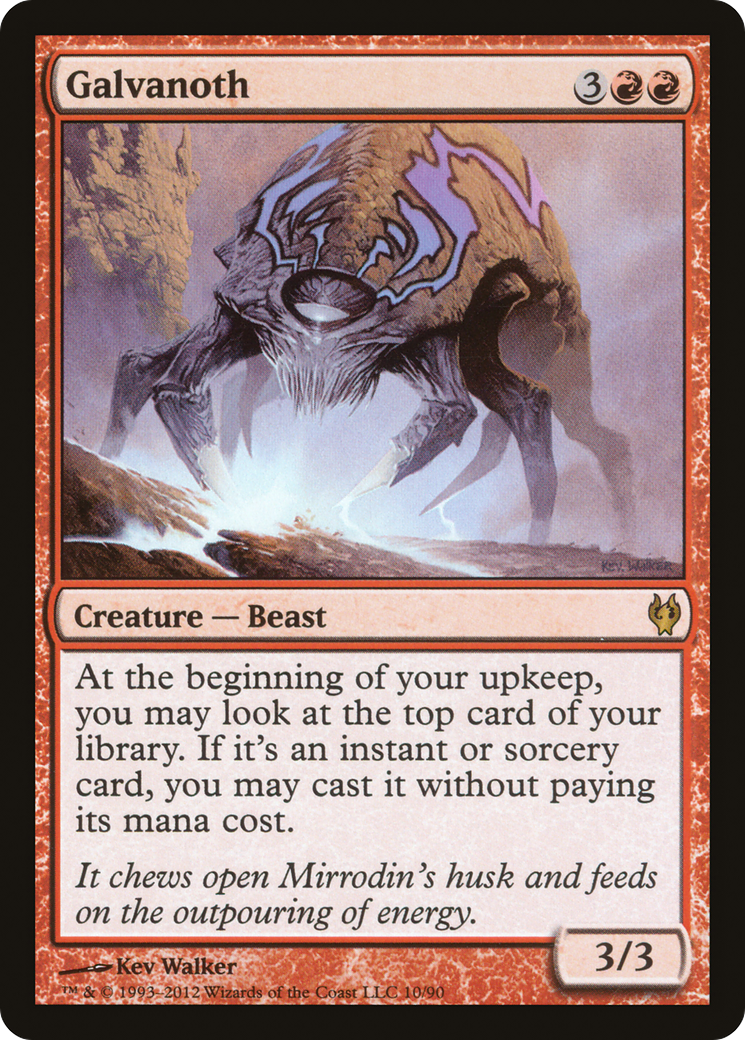 Galvanoth
3
KEV. WALKER
Creature — Beast
At the beginning of your upkeep,
you may look at the top card of your
library. If it's an instant or sorcery
card, you may cast it without paying
its mana cost.
It chews open Mirrodin's husk and feeds
on the outpouring of energy.
3/3
Kev Walker
™ & © 1993–2012 Wizards of the Coast LLC 10/90